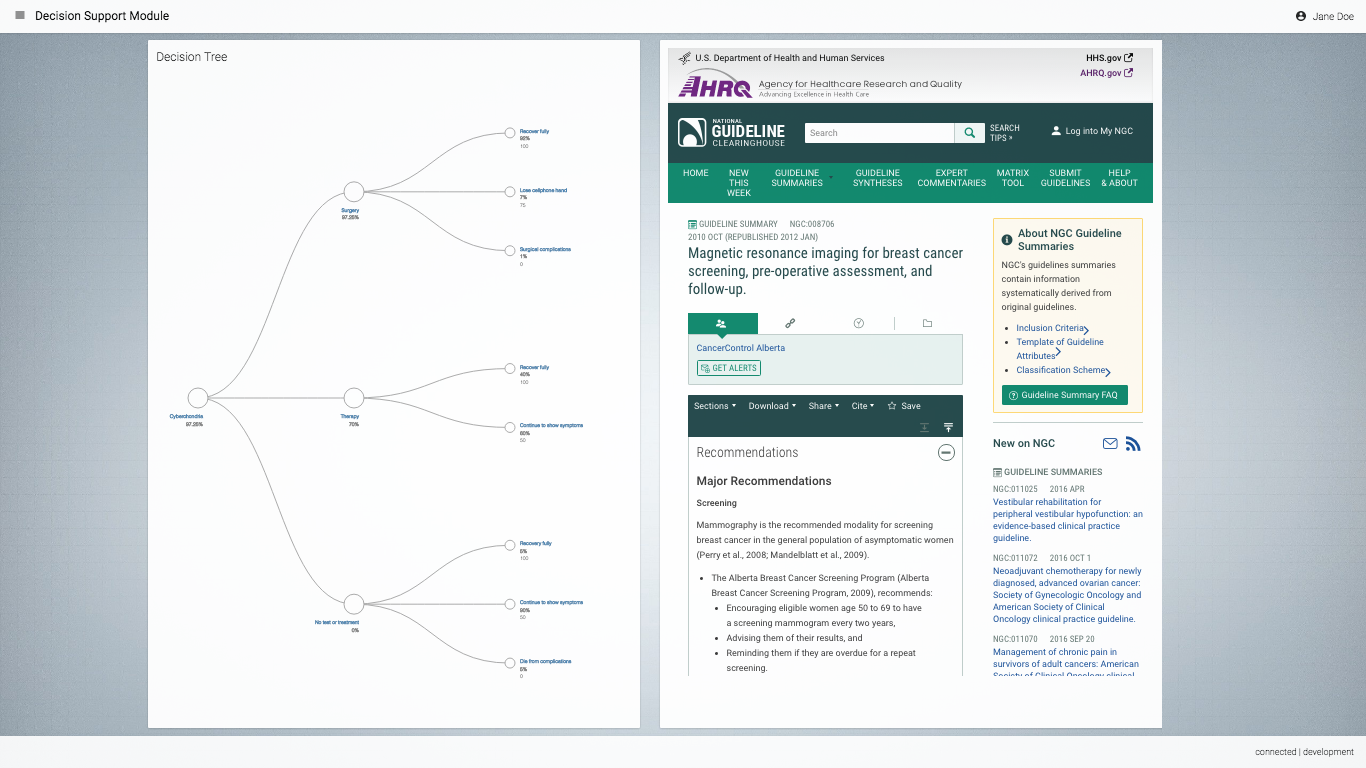 Decision Support Module
Jane Doe
Decision Tree
Recover fully
92%
100
Lose cellphone hand
7%
75
Surgical complications
1%
0
Surgery
97.25%
Recover fully
40%
100
Continue to show symptoms
60%
50
Therapy
70%
Cyberchondria
97.25%
Recovery fully
5%
100
Continue to show symptoms
90%
50
Die from complications
5%
0
No test or treatment
0%
U.S. Department of Health and Human Services
HHS.gov
AHRQ.gov
AHRQ
Agency for Healthcare Research and Quality
Advancing Excellence in Health Care
NATIONAL
GUIDELINE
CLEARINGHOUSE
Search
SEARCH
TIPS »
Log into My NGC
HOME
NEW
THIS
WEEK
GUIDELINE
SUMMARIES
GUIDELINE
SYNTHESES
EXPERT
COMMENTARIES
MATRIX
TOOL
SUBMIT
GUIDELINES
HELP
& ABOUT
GUIDELINE SUMMARY NGC:008706
2010 OCT (REPUBLISHED 2012 JAN)
Magnetic resonance imaging for breast cancer
screening, pre-operative assessment, and
follow-up.
CancerControl Alberta
GET ALERTS
Sections Download Share Cite Save
Recommendations
Major Recommendations
Screening
Mammography is the recommended modality for screening
breast cancer in the general population of asymptomatic women
(Perry et al., 2008; Mandelblatt et al., 2009).
• The Alberta Breast Cancer Screening Program (Alberta
Breast Cancer Screening Program, 2009), recommends:
• Encouraging eligible women age 50 to 69 to have
a screening mammogram every two years,
• Advising them of their results, and
• Reminding them if they are overdue for a repeat
screening.
About NGC Guideline
Summaries
NGC's guidelines summaries
contain information
systematically derived from
original guidelines.
• Inclusion Criteria
• Template of Guideline
Attributes
• Classification Scheme
Guideline Summary FAQ
New on NGC
GUIDELINE SUMMARIES
NGC:011025 2016 APR
Vestibular rehabilitation for
peripheral vestibular hypofunction: an
evidence-based clinical practice
guideline.
NGC:011072 2016 OCT 1
Neoadjuvant chemotherapy for newly
diagnosed, advanced ovarian cancer:
Society of Gynecologic Oncology and
American Society of Clinical
Oncology clinical practice guideline.
NGC:011070 2016 SEP 20
Management of chronic pain in
survivors of adult cancers: American
Society of Clinical Oncology clinical
connected | development